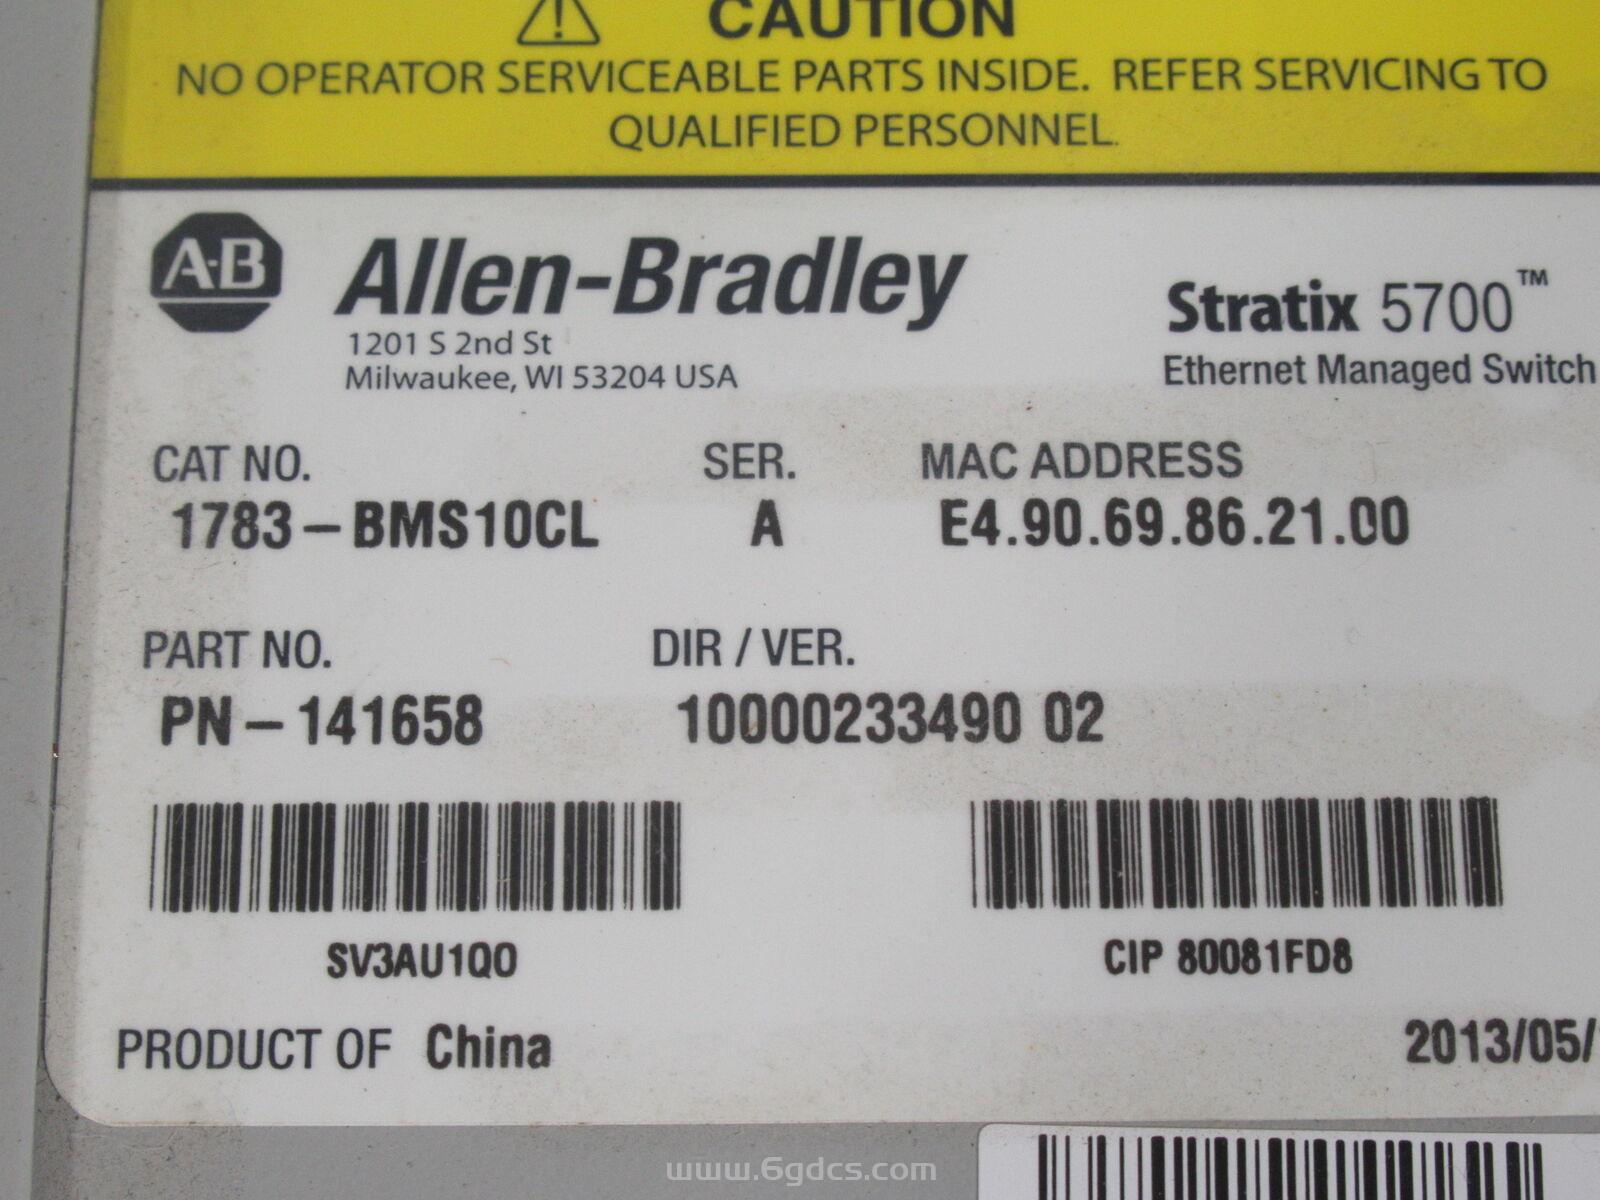 CAUTION
NO OPERATOR SERVICEABLE PARTS INSIDE. REFER SERVICING TO
QUALIFIED PERSONNEL.
A-B Allen-Bradley
1201 S 2nd St
Milwaukee, WI 53204 USA
Stratix 5700™
Ethernet Managed Switch
CAT NO. SER. MAC ADDRESS
1783-BMS10CL A E4.90.69.86.21.00
PART NO. DIR / VER.
PN-141658 10000233490 02
SV3AU1Q0 CIP 80081FD8
PRODUCT OF China 2013/05/
www.6gdcs.com